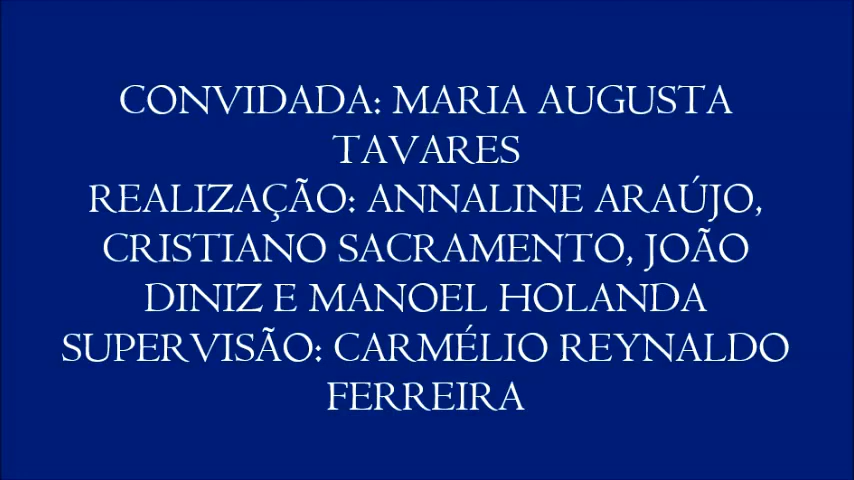 CONVIDADA: MARIA AUGUSTA
TAVARES
REALIZAÇÃO: ANNALINE ARAÚJO,
CRISTIANO SACRAMENTO, JOÃO
DINIZ E MANOEL HOLANDA
SUPERVISÃO: CARMÉLIO REYNALDO
FERREIRA